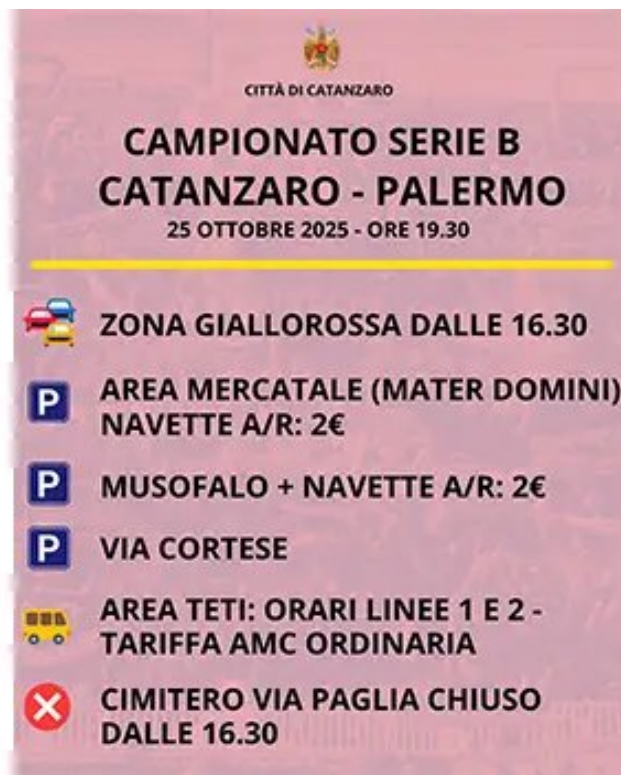 CITTÀ DI CATANZARO
CAMPIONATO SERIE B
CATANZARO - PALERMO
25 OTTOBRE 2025 - ORE 19.30
ZONA GIALLOROSSA DALLE 16.30
P AREA MERCATALE (MATER DOMINI)
NAVETTE A/R: 2€
P MUSOFALO + NAVETTE A/R: 2€
P VIA CORTESE
AREA TETI: ORARI LINEE 1 E 2 -
TARIFFA AMC ORDINARIA
CIMITERO VIA PAGLIA CHIUSO
DALLE 16.30